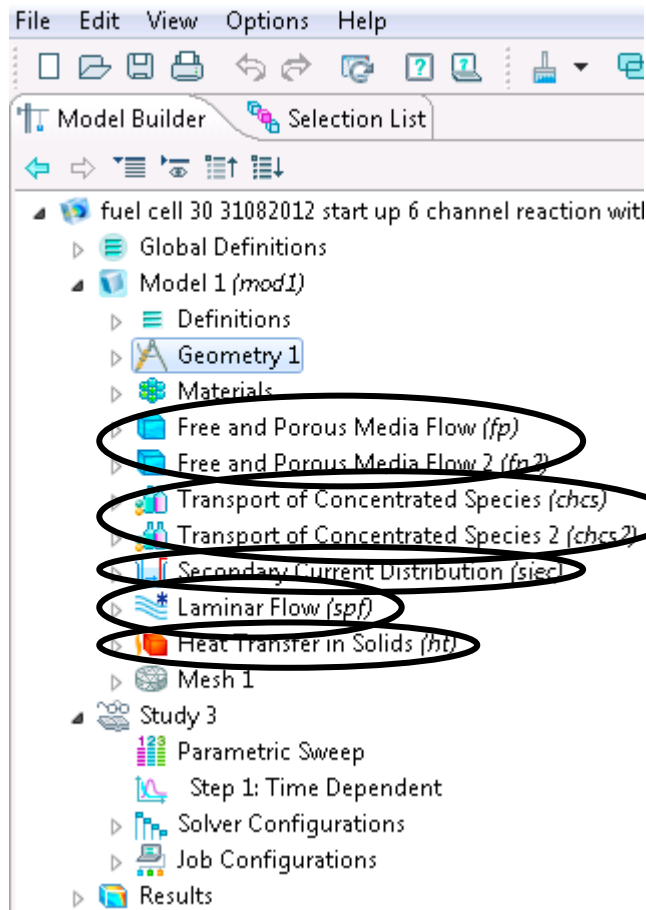 File Edit View Options Help
Model Builder Selection List
fuel cell 30 31082012 start up 6 channel reaction with
Global Definitions
Model 1 (mod1)
Definitions
Geometry 1
Materials
Free and Porous Media Flow (fp)
Free and Porous Media Flow 2 (fp2)
Transport of Concentrated Species (chcs)
Transport of Concentrated Species 2 (chcs2)
Secondary Current Distribution (siec)
Laminar Flow (spf)
Heat Transfer in Solids (ht)
Mesh 1
Study 3
123
Parametric Sweep
Step 1: Time Dependent
Solver Configurations
Job Configurations
Results